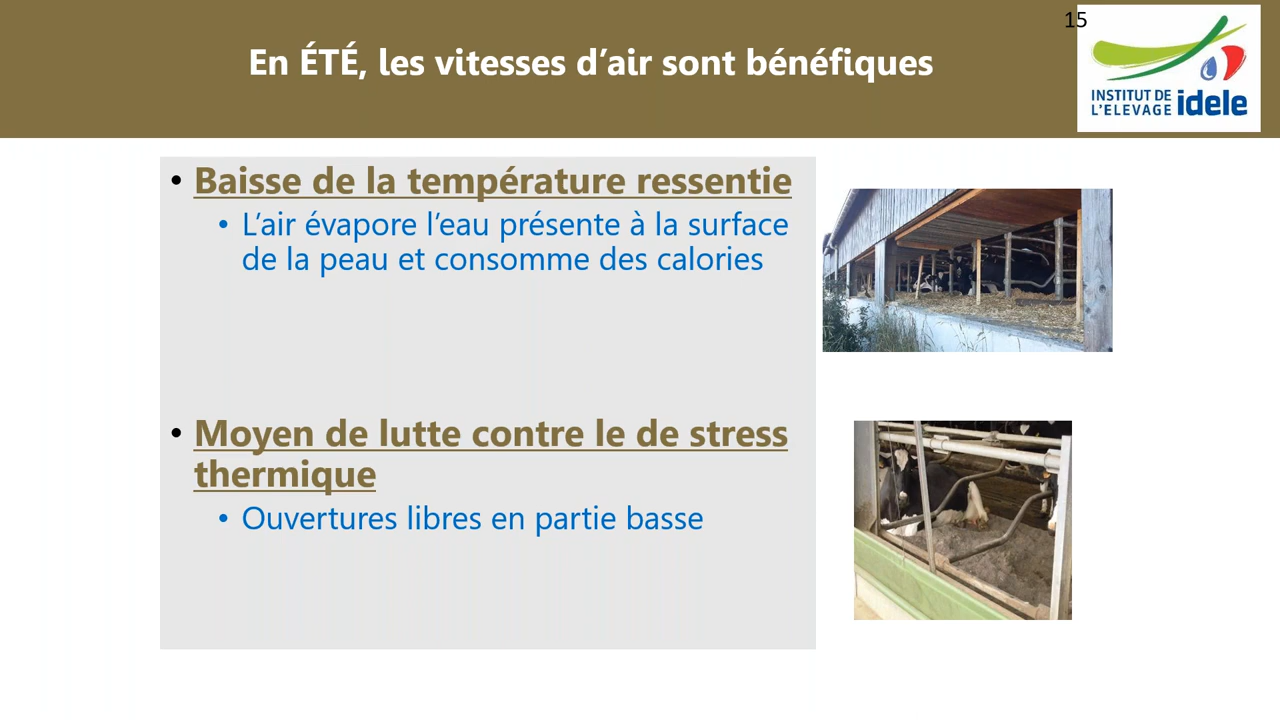 15
En ÉTÉ, les vitesses d’air sont bénéfiques
INSTITUT DE
L'ELEVAGE idele
• Baisse de la température ressentie
• L’air évapore l’eau présente à la surface
de la peau et consomme des calories
• Moyen de lutte contre le de stress
thermique
• Ouvertures libres en partie basse